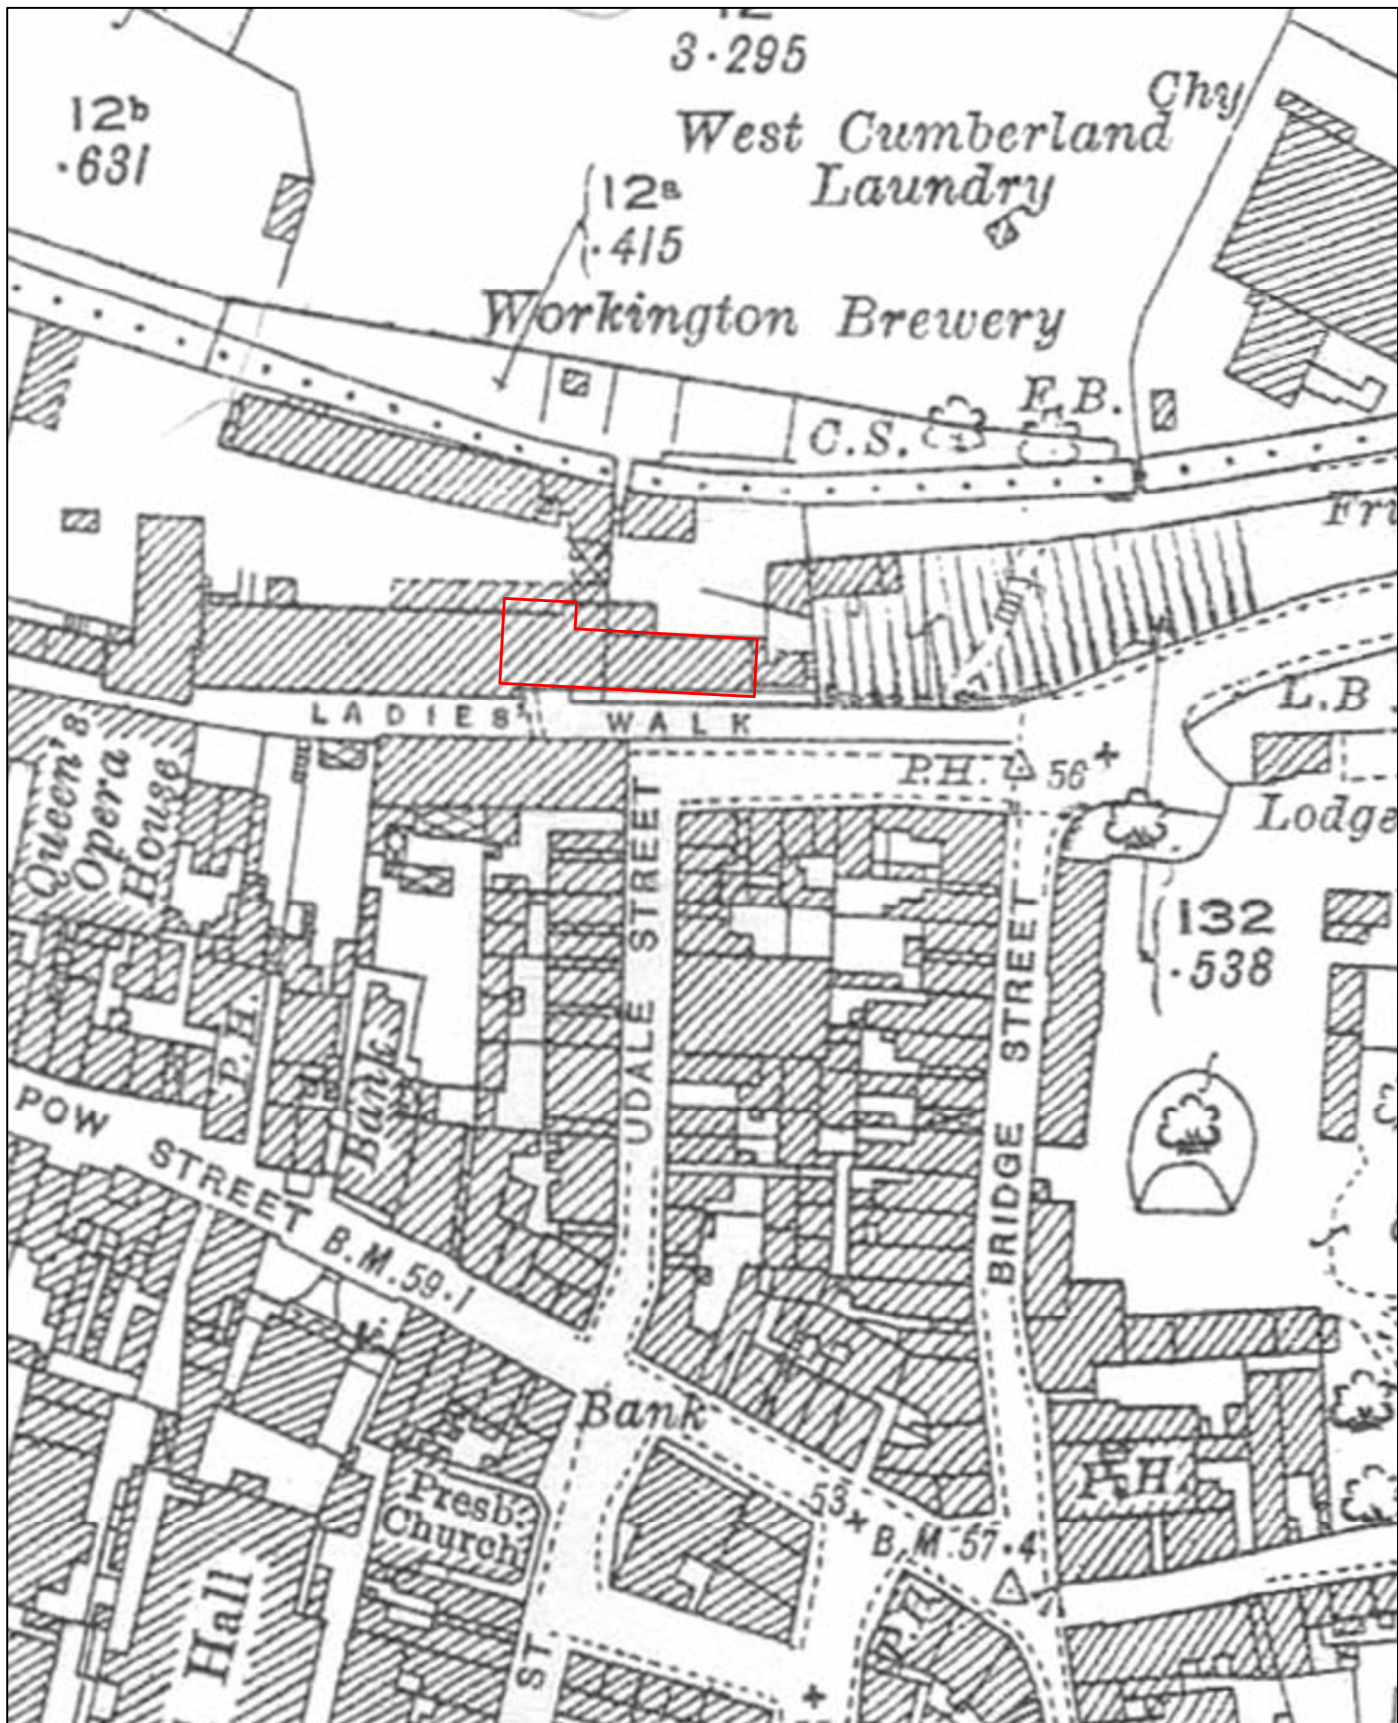 3·295
12b
·631
Chy
West Cumberland
Laundry
12a
·415
Workington Brewery
F.B.
C.S.
L.B
LADIES' WALK
P.H.
56
Lodge
Queen's
Opera
House
UDALE STREET
BRIDGE STREET
132
·538
P.H.
Bank
POW STREET
B.M.59·1
Bank
Presb.
Church
53
B.M.57·4
P.H.
Hall
P.H.
ST